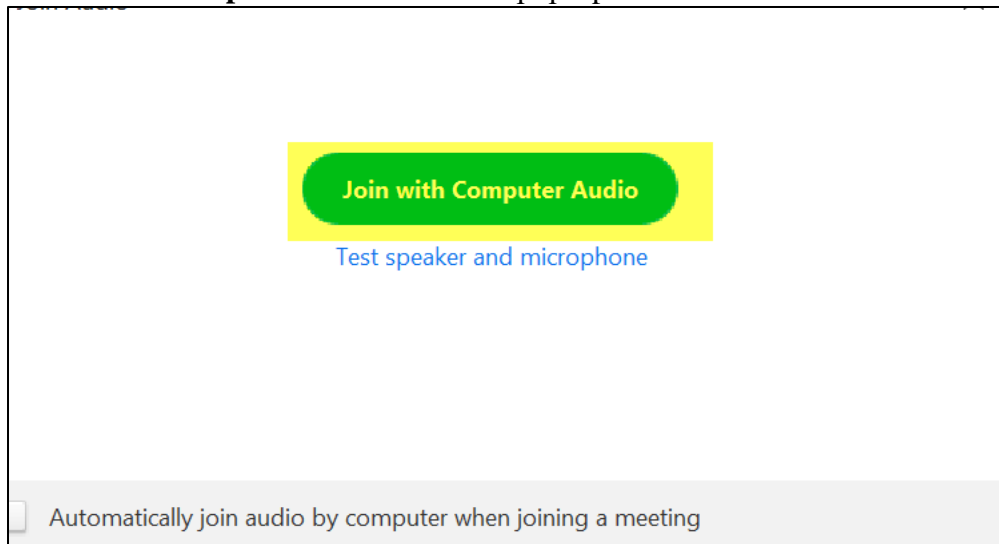 Join with Computer Audio
Test speaker and microphone
Automatically join audio by computer when joining a meeting